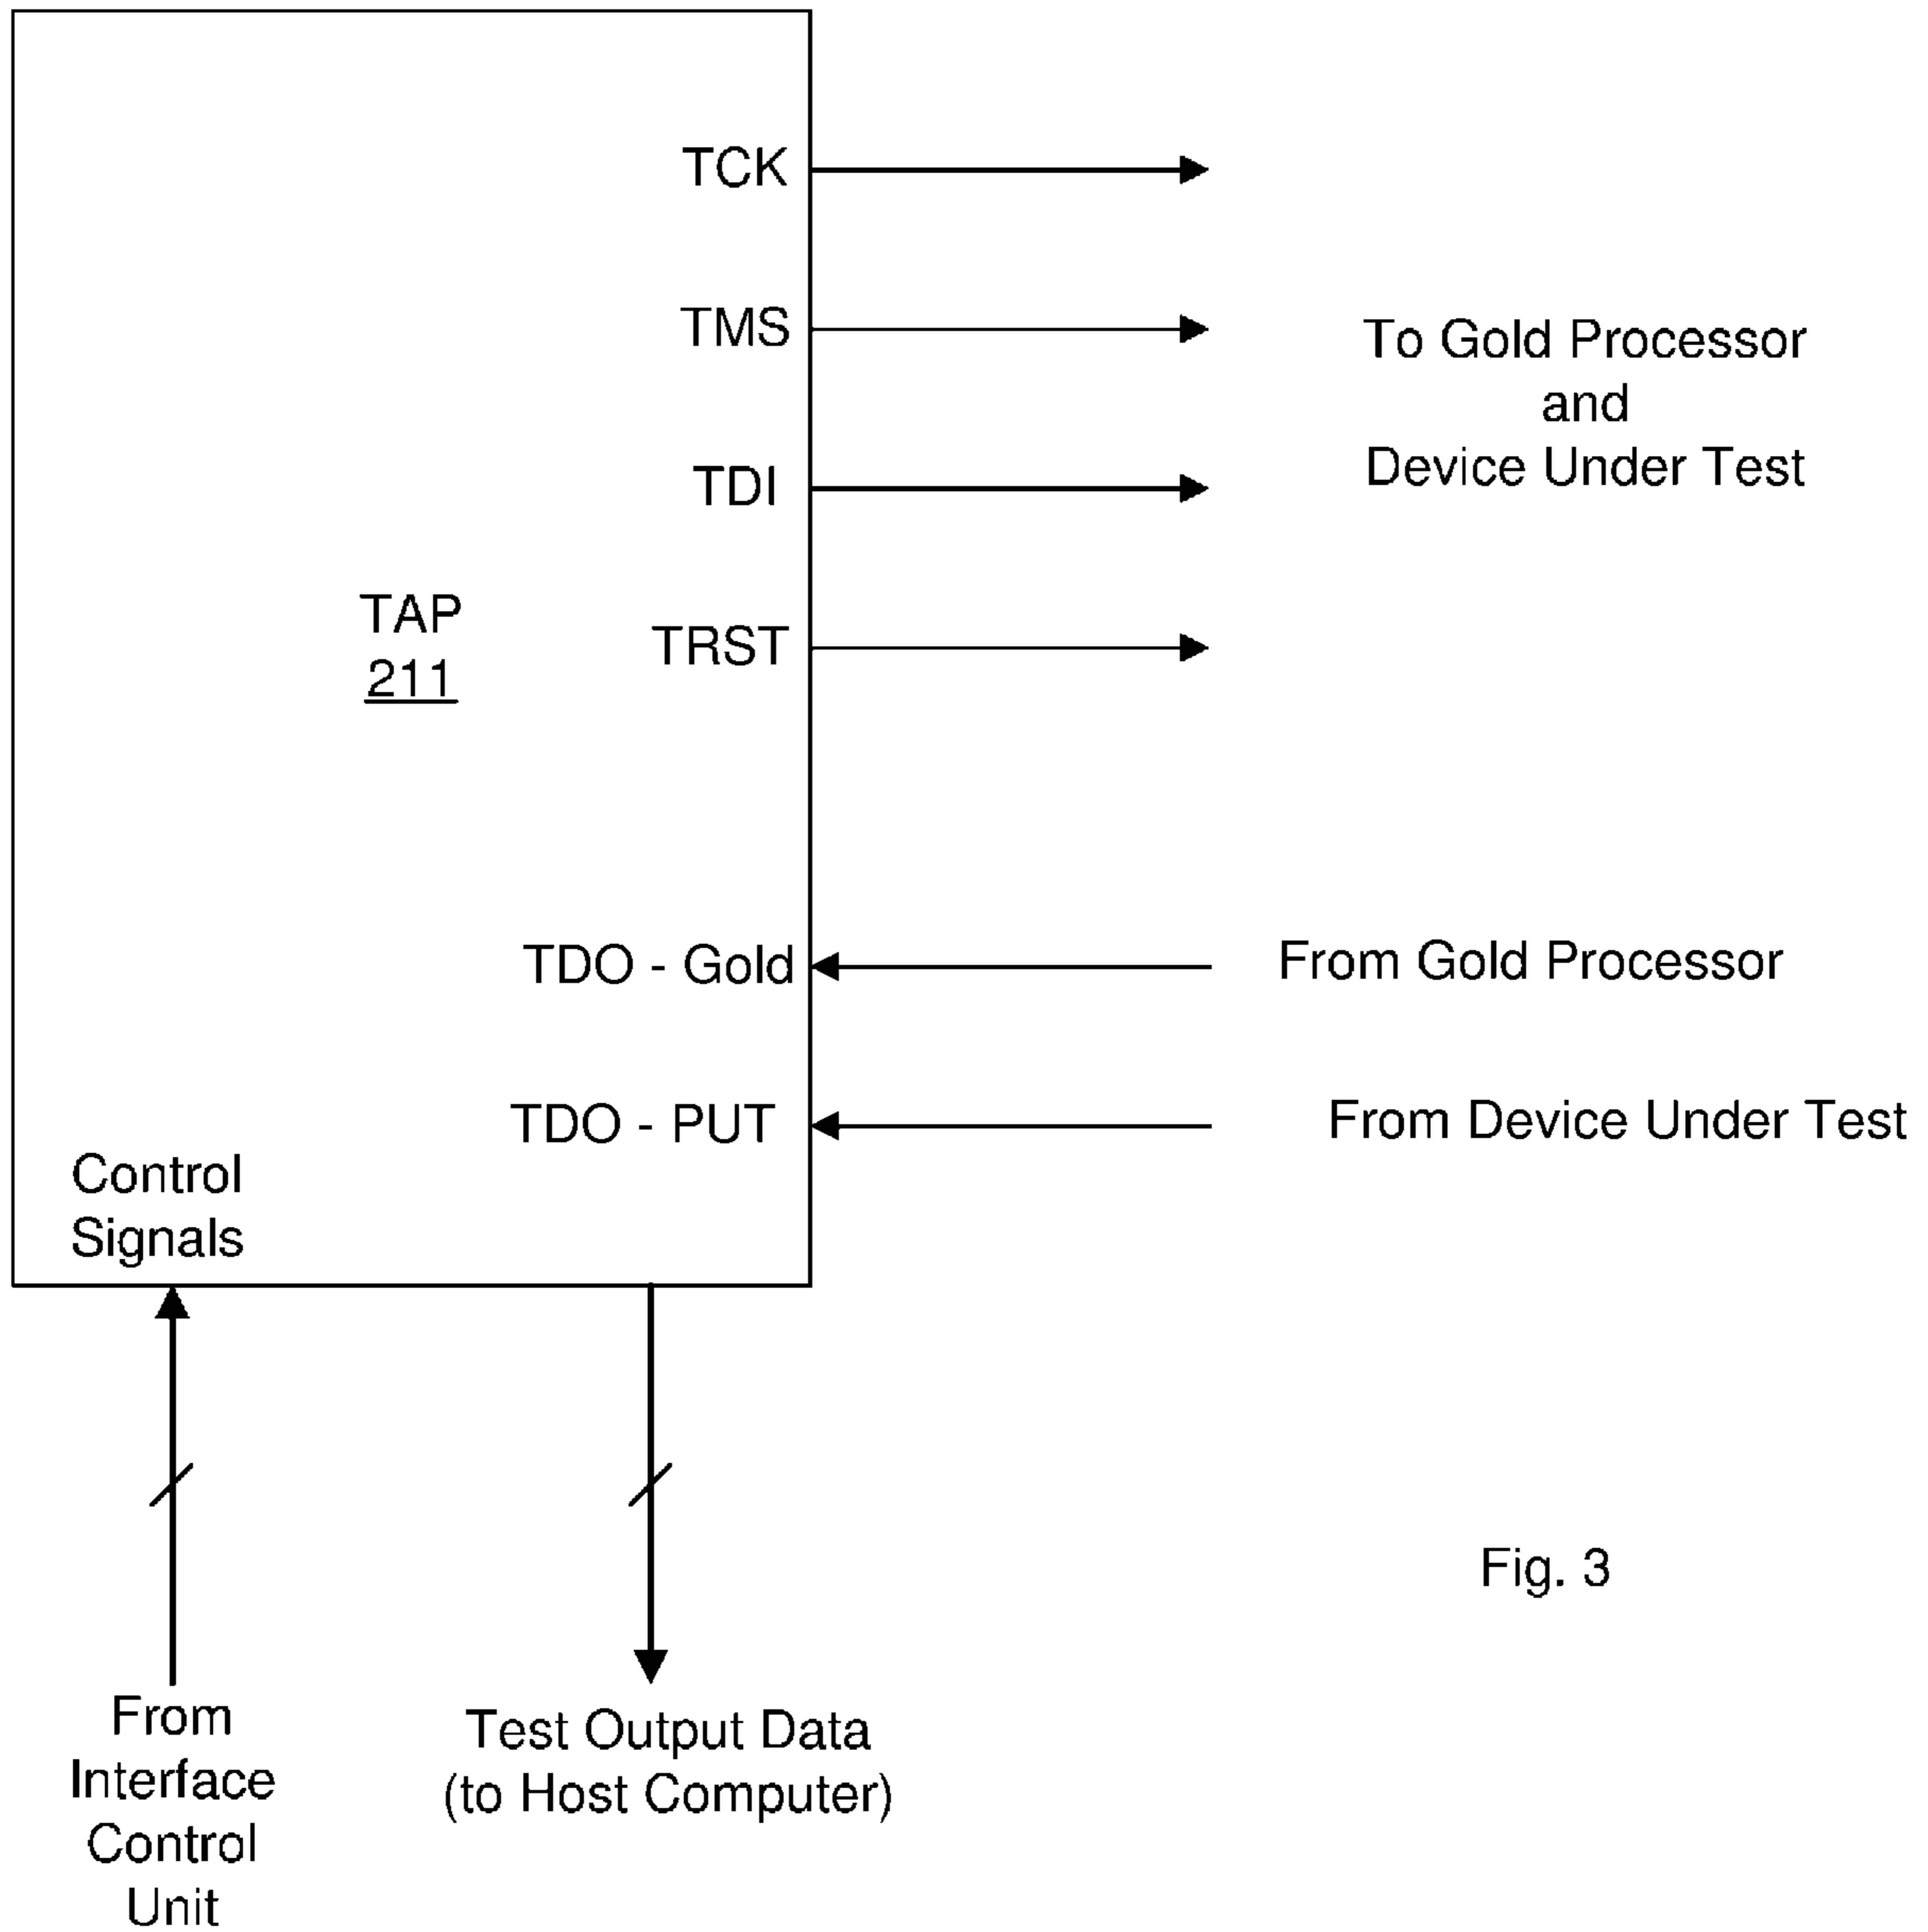 TCK
TMS
To Gold Processor
and
Device Under Test
TDI
TAP
211
TRST
TDO - Gold
From Gold Processor
TDO - PUT
From Device Under Test
Control
Signals
From
Interface
Control
Unit
Test Output Data
(to Host Computer)
Fig. 3